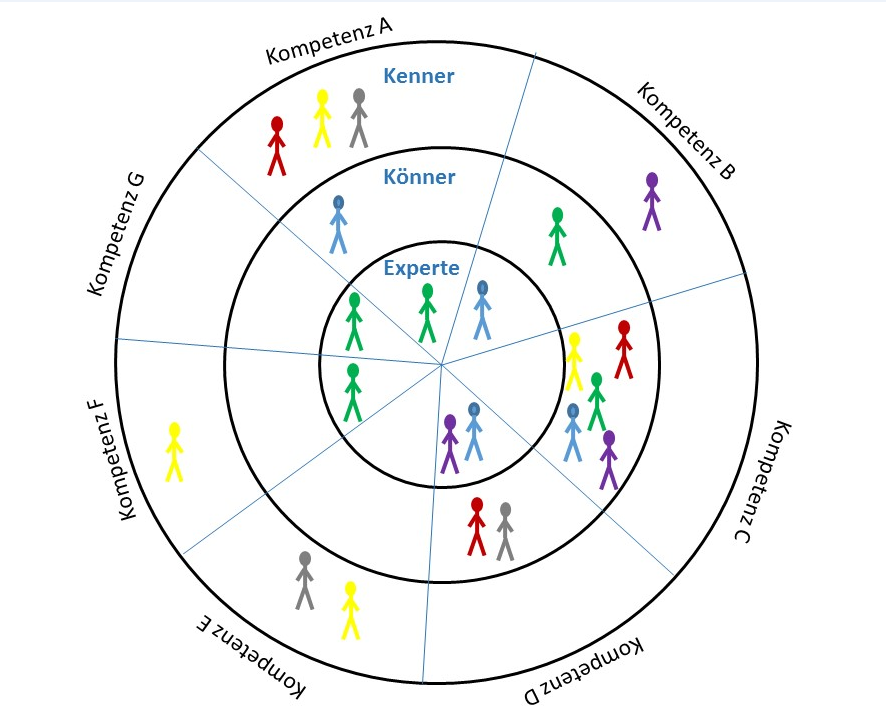 Kompetenz A
Kenner
Kompetenz B
Könner
Kompetenz G
Experte
Kompetenz F
Kompetenz C
Kompetenz E
Kompetenz D